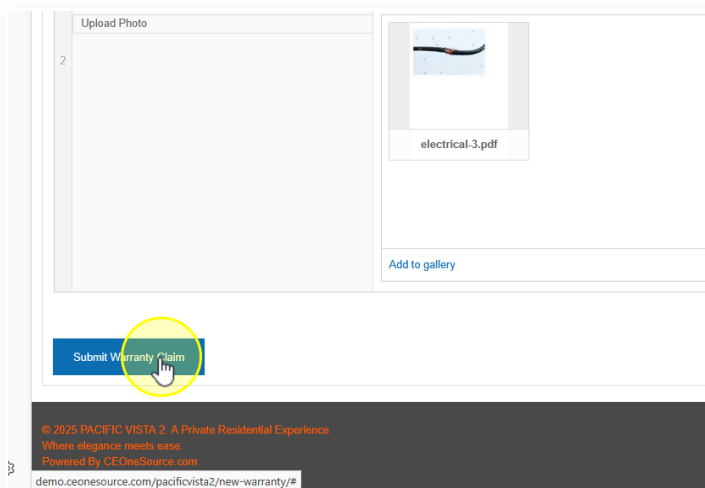 Upload Photo
2
electrical-3.pdf
Add to gallery
Submit Warranty Claim
© 2025 PACIFIC VISTA 2. A Private Residential Experience
Where elegance meets ease.
Powered By CEOneSource.com
demo.ceonesource.com/pacificvista2/new-warranty/#